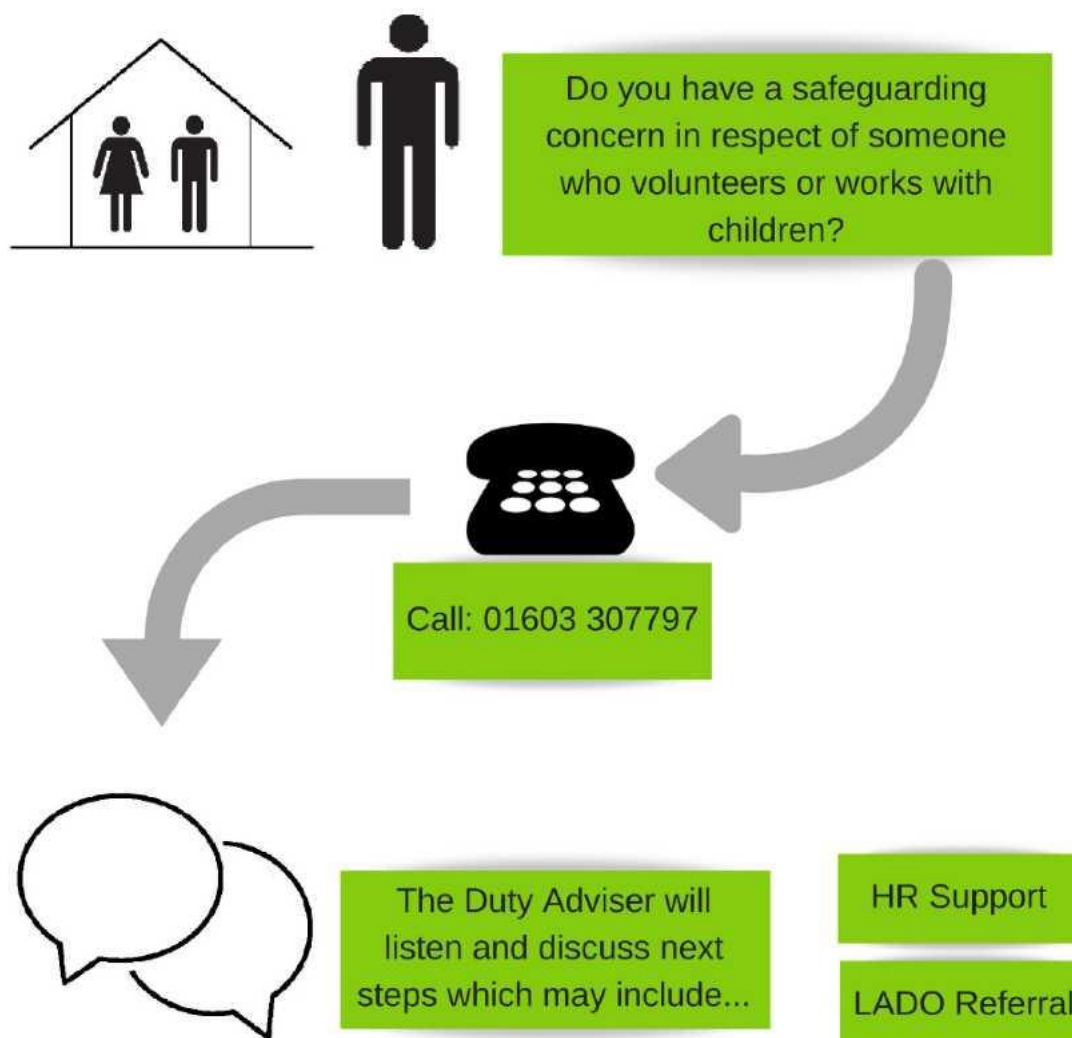 Do you have a safeguarding
concern in respect of someone
who volunteers or works with
children?
Call: 01603 307797
The Duty Adviser will
listen and discuss next
steps which may include...
HR Support
LADO Referral